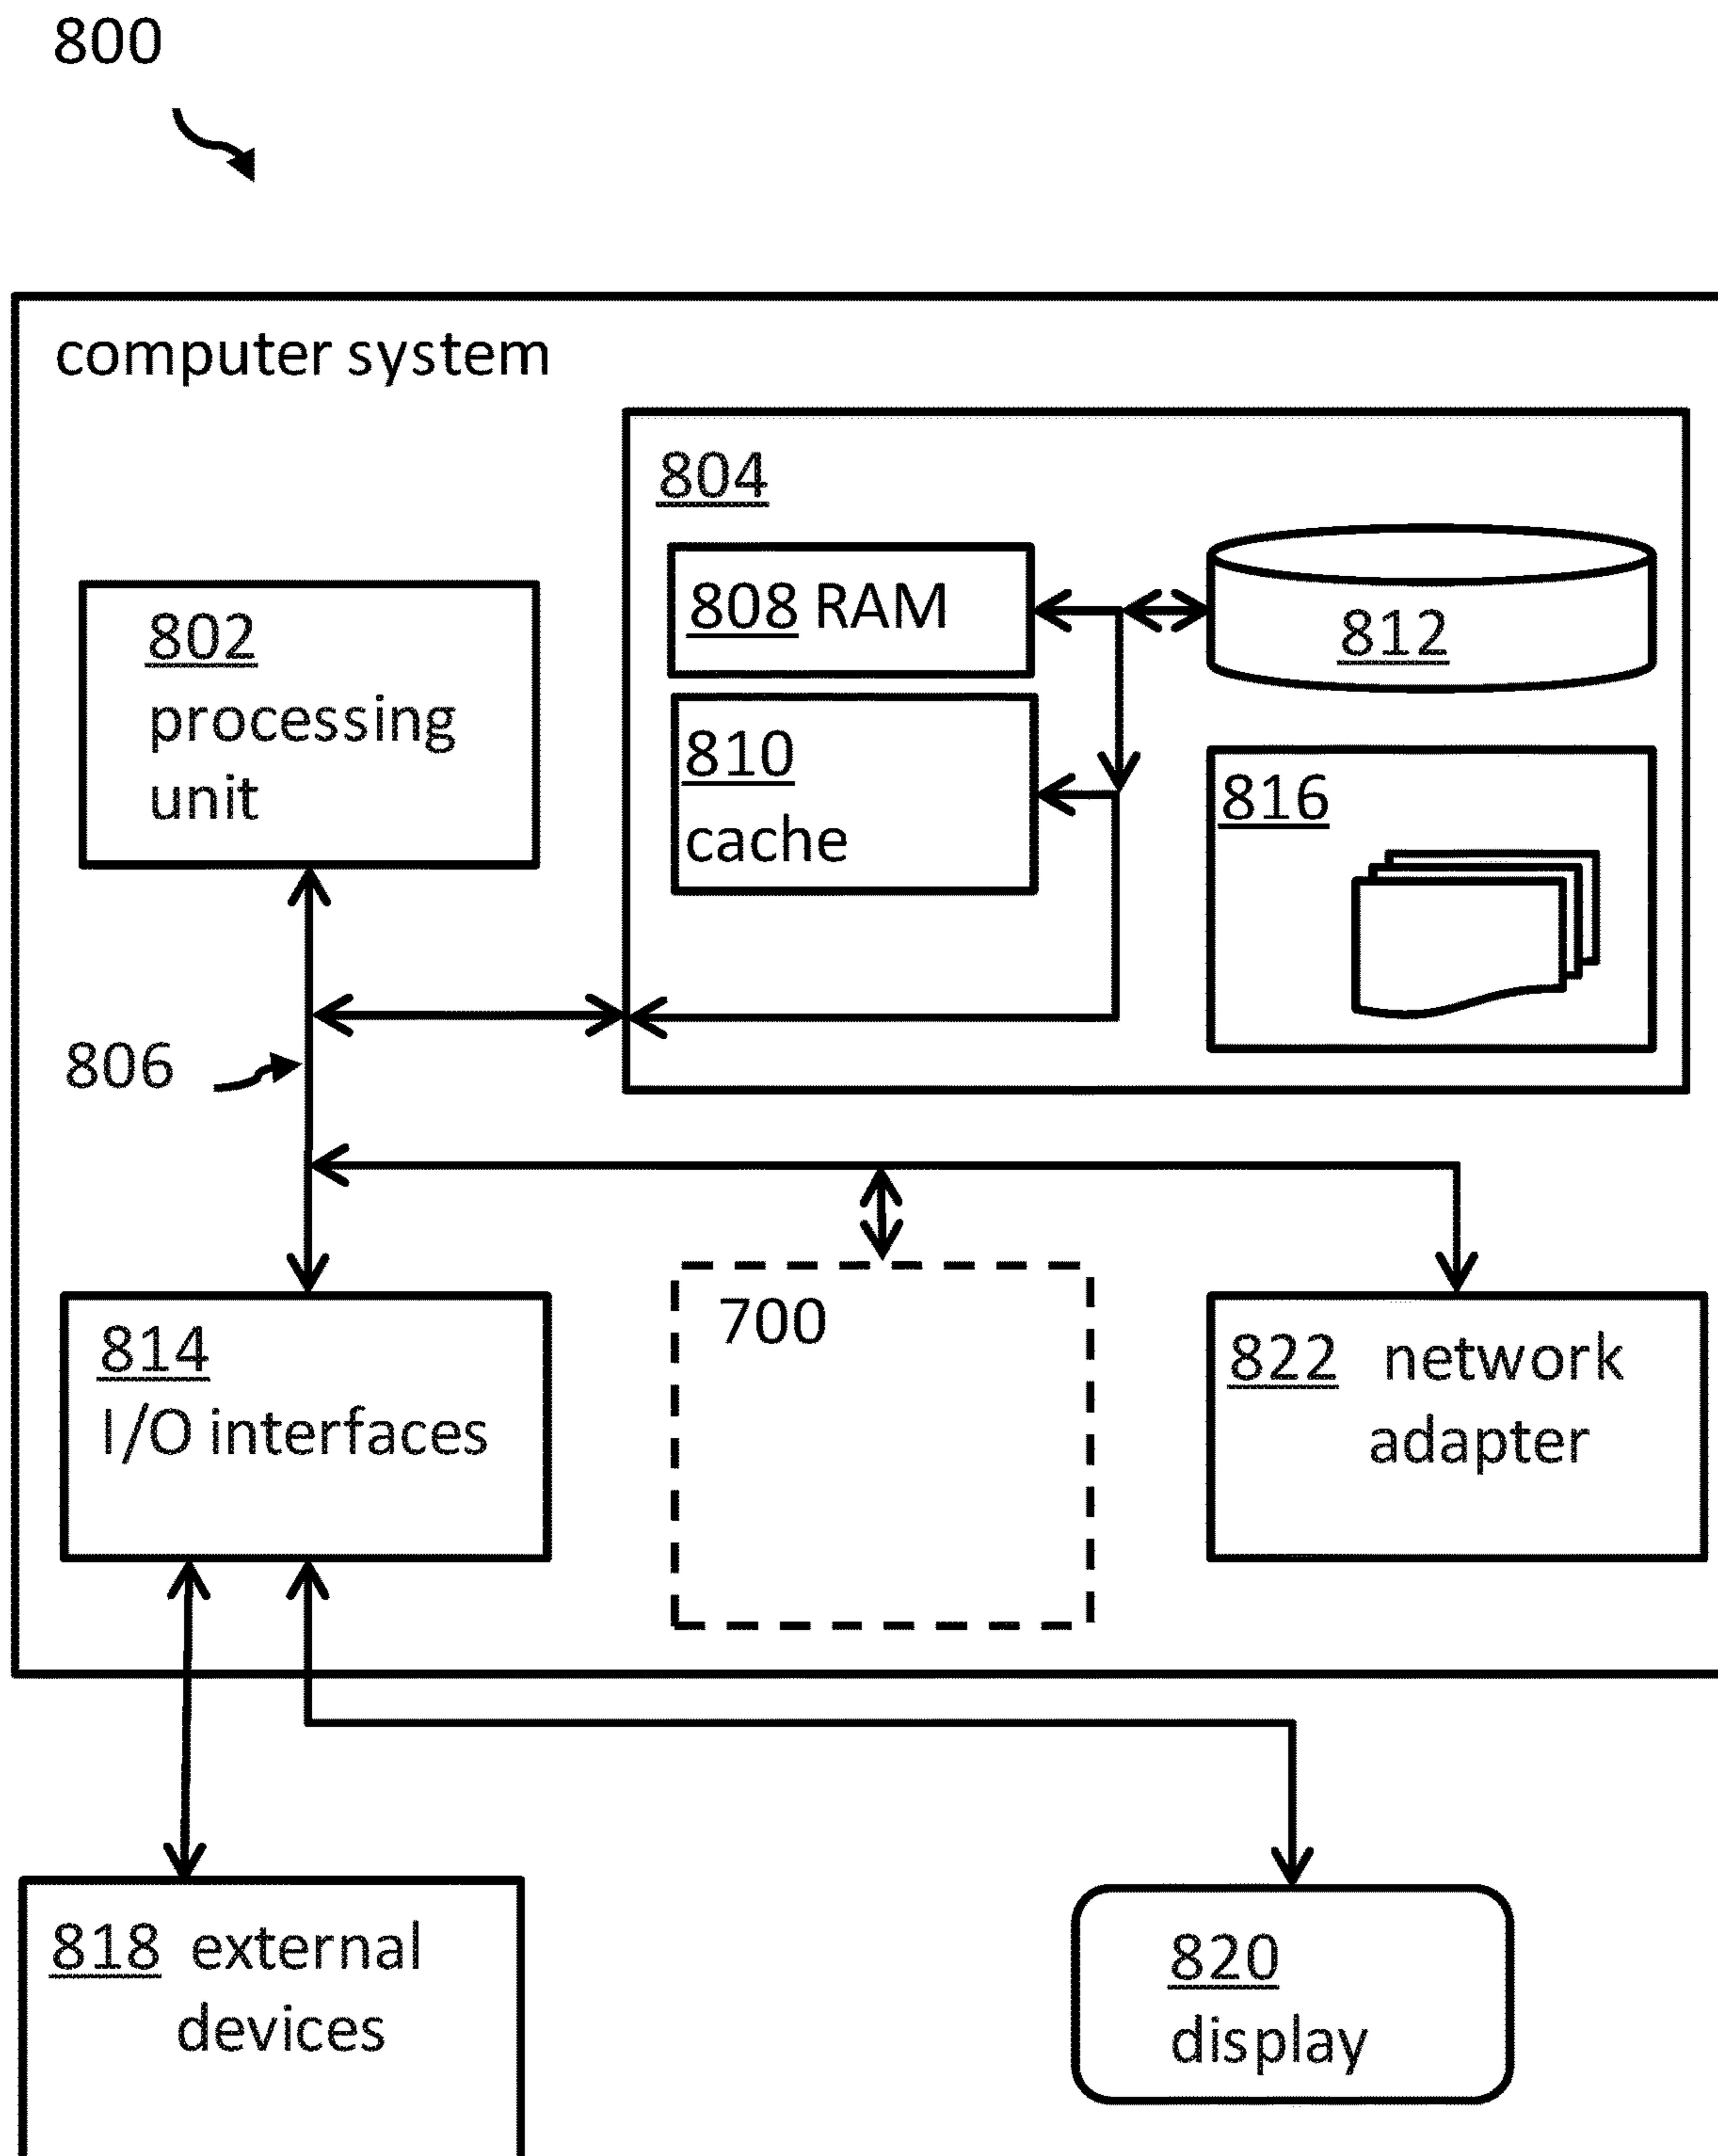 800
computer system
804
808 RAM
812
802
processing
unit
810
cache
816
806
700
814
I/O interfaces
822 network
adapter
818 external
devices
820
display